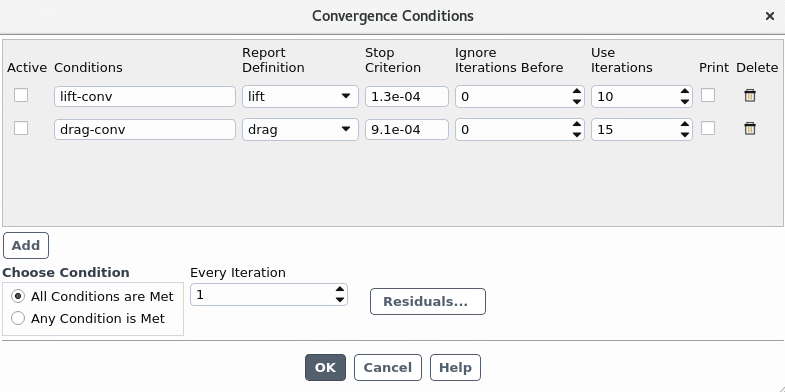 Convergence Conditions
Active Conditions Report Definition Stop Criterion Ignore Iterations Before Use Iterations Print Delete
lift-conv lift 1.3e-04 0 10
drag-conv drag 9.1e-04 0 15
Add
Choose Condition Every Iteration
All Conditions are Met 1 Residuals...
Any Condition is Met
OK Cancel Help